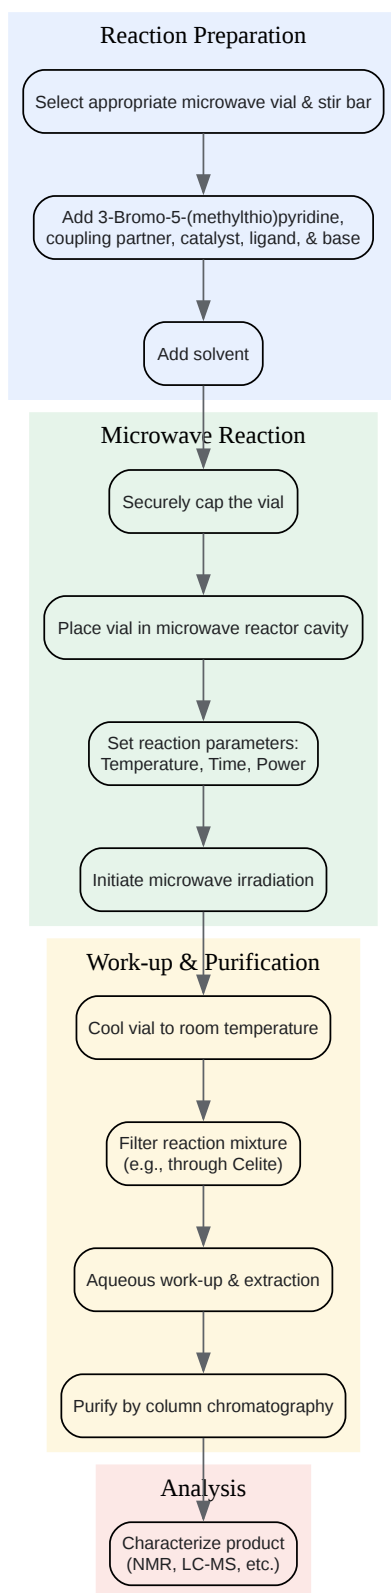 Reaction Preparation
Select appropriate microwave vial & stir bar
Add 3-Bromo-5-(methylthio)pyridine,
coupling partner, catalyst, ligand, & base
Add solvent
Microwave Reaction
Securely cap the vial
Place vial in microwave reactor cavity
Set reaction parameters:
Temperature, Time, Power
Initiate microwave irradiation
Work-up & Purification
Cool vial to room temperature
Filter reaction mixture
(e.g., through Celite)
Aqueous work-up & extraction
Purify by column chromatography
Analysis
Characterize product
(NMR, LC-MS, etc.)